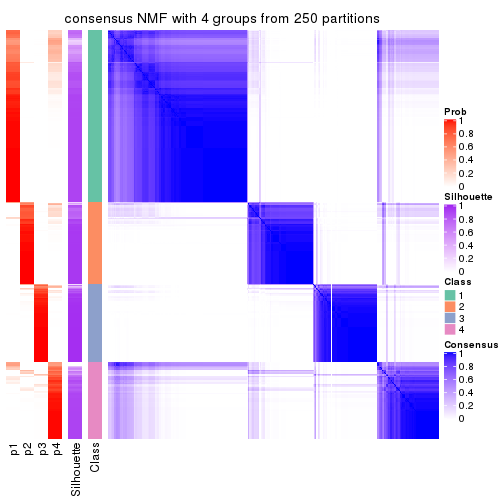 consensus NMF with 4 groups from 250 partitions
Prob
1
0.8
0.6
0.4
0.2
0
Silhouette
1
0.8
0.6
0.4
0.2
0
Class
1
2
3
4
Consensus
1
0.8
0.6
0.4
0.2
0
p1
p2
p3
p4
Silhouette
Class